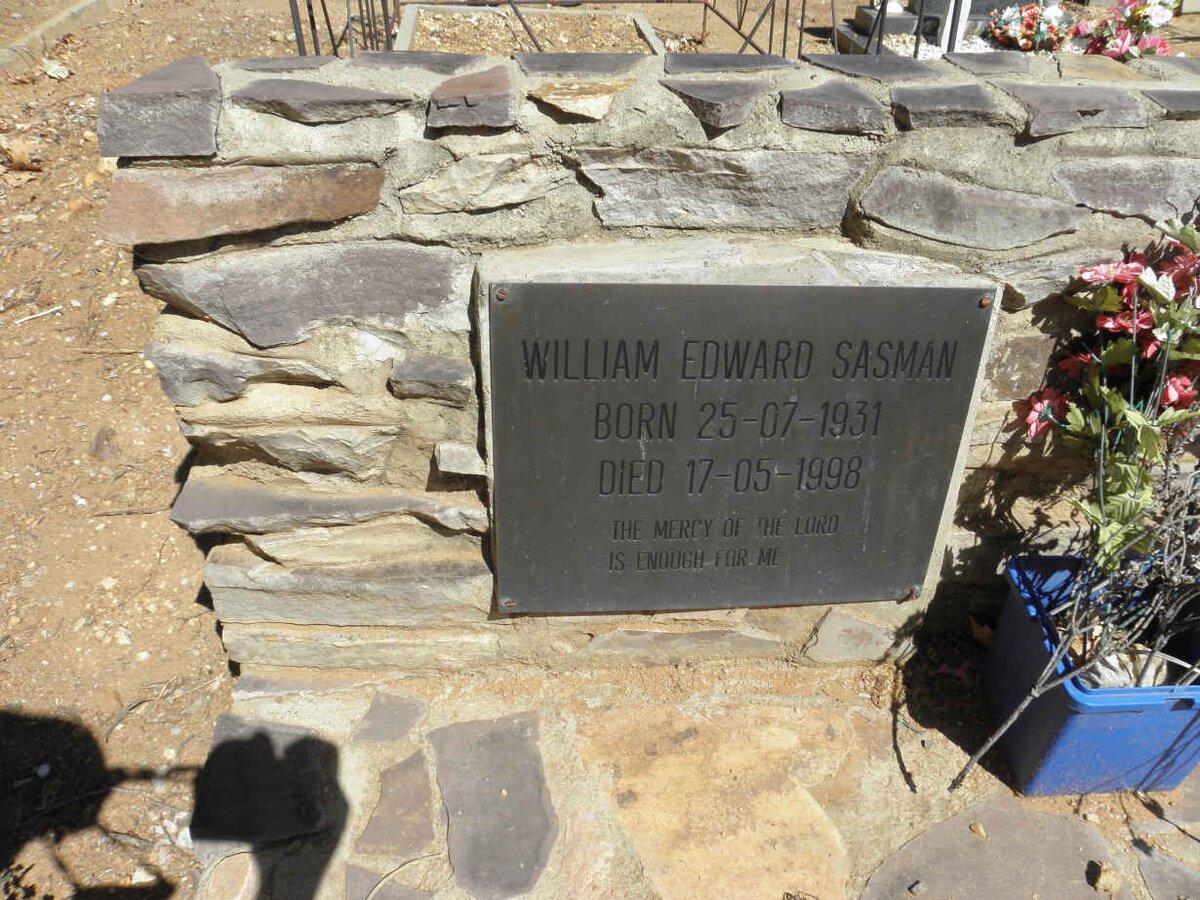 WILLIAM EDWARD SASMAN
BORN 25-07-1931
DIED 17-05-1998
THE MERCY OF THE LORD
IS ENOUGH FOR ME